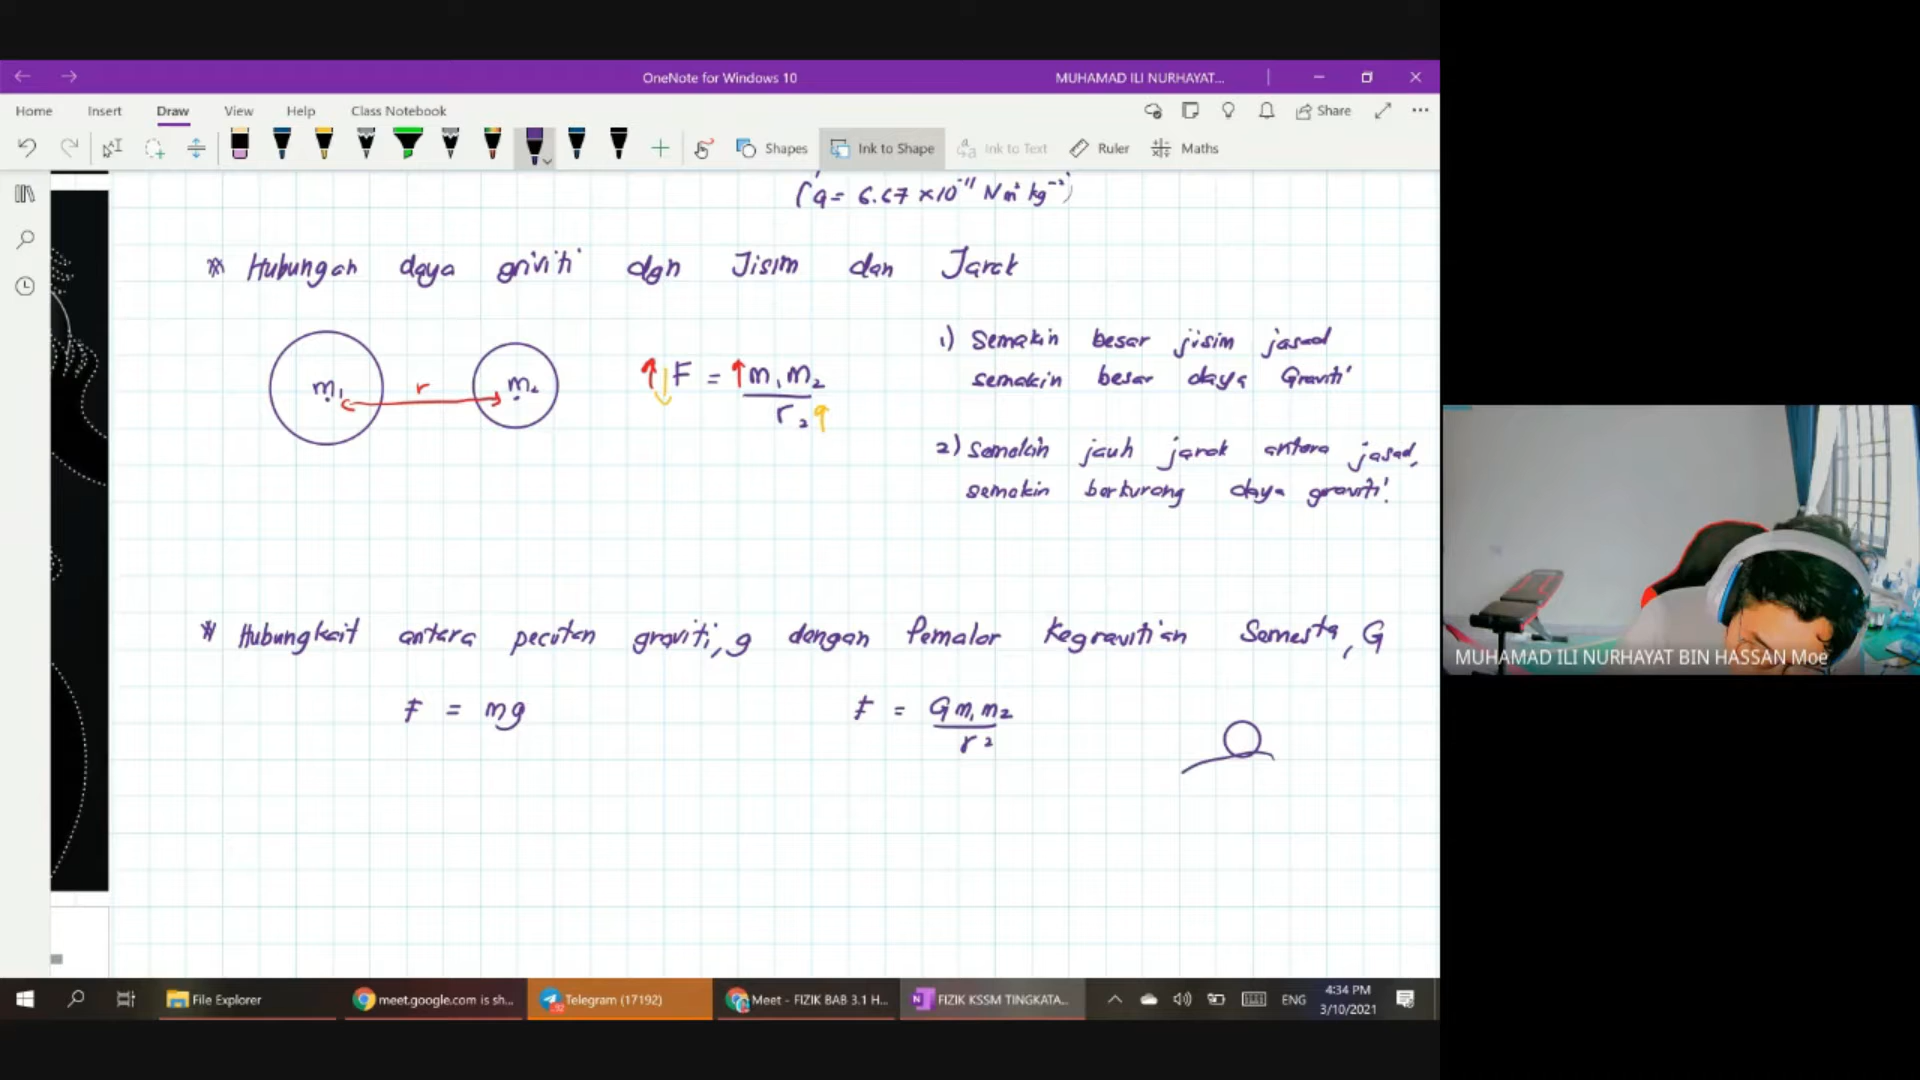 OneNote for Windows 10
MUHAMAD ILI NURHAYAT...
Home Insert Draw View Help Class Notebook
Share
Shapes Ink to Shape Ink to Text Ruler Maths
(G = 6.67 × 10⁻¹¹ Nm² kg⁻²)
* Hubungan daya griviti dgn Jisim dan Jarak
m₁ r m₂
↑↓ F = ↑m₁m₂
r₂
1) Semakin besar jisim jasad
semakin besar daya Graviti
2) Semakin jauh jarak antara jasad,
semakin berkurang daya graviti.
* Hubungkait antara pecutan graviti, g dengan Pemalar Kegravitian Semesta, G
F = mg
F = Gm₁m₂
r²
MUHAMAD ILI NURHAYAT BIN HASSAN Moe
File Explorer
meet.google.com is sh...
Telegram (17192)
Meet - FIZIK BAB 3.1 H...
FIZIK KSSM TINGKATA...
ENG
4:34 PM
3/10/2021